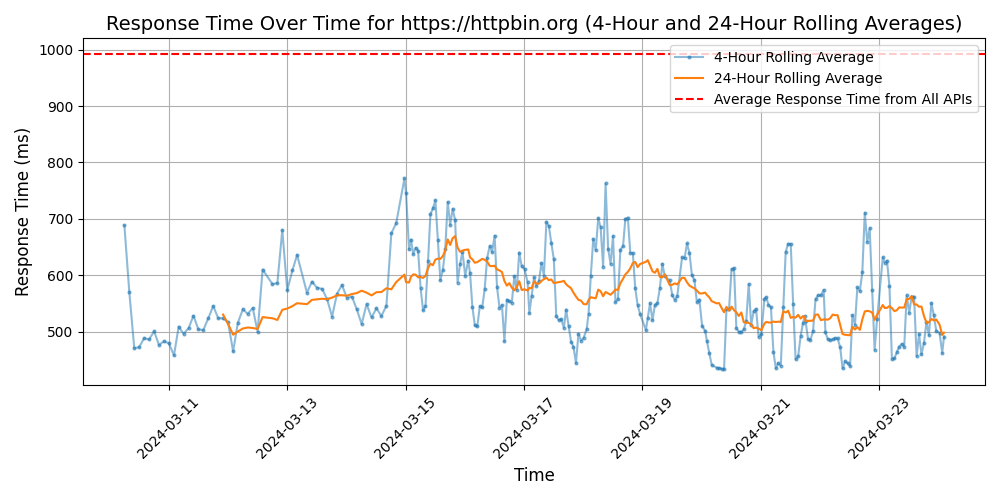 Response Time Over Time for https://httpbin.org (4-Hour and 24-Hour Rolling Averages)
Response Time (ms)
1000
900
800
700
600
500
4-Hour Rolling Average
24-Hour Rolling Average
Average Response Time from All APIs
2024-03-11
2024-03-13
2024-03-15
2024-03-17
2024-03-19
2024-03-21
2024-03-23
Time